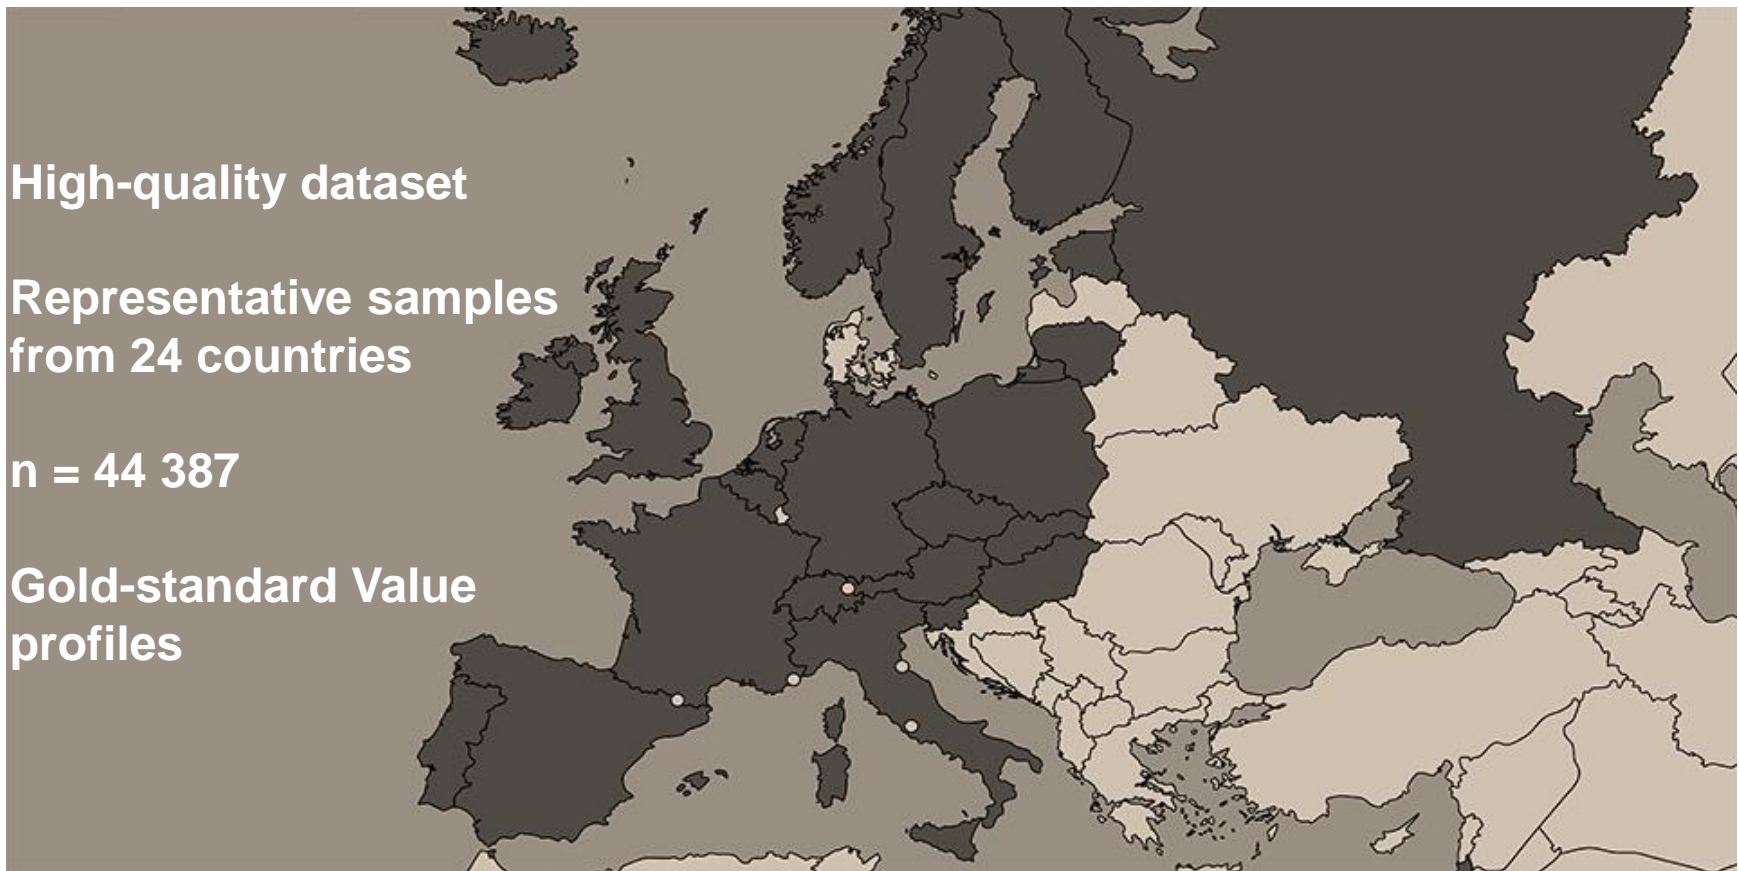 High-quality dataset
Representative samples
from 24 countries
n = 44 387
Gold-standard Value
profiles